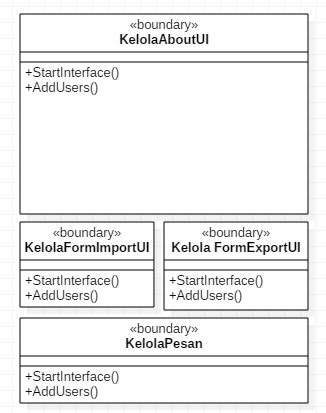 «boundary»
KelolaAboutUI
+StartInterface()
+AddUsers()
«boundary»
KelolaFormImportUI
+StartInterface()
+AddUsers()
«boundary»
Kelola FormExportUI
+StartInterface()
+AddUsers()
«boundary»
KelolaPesan
+StartInterface()
+AddUsers()